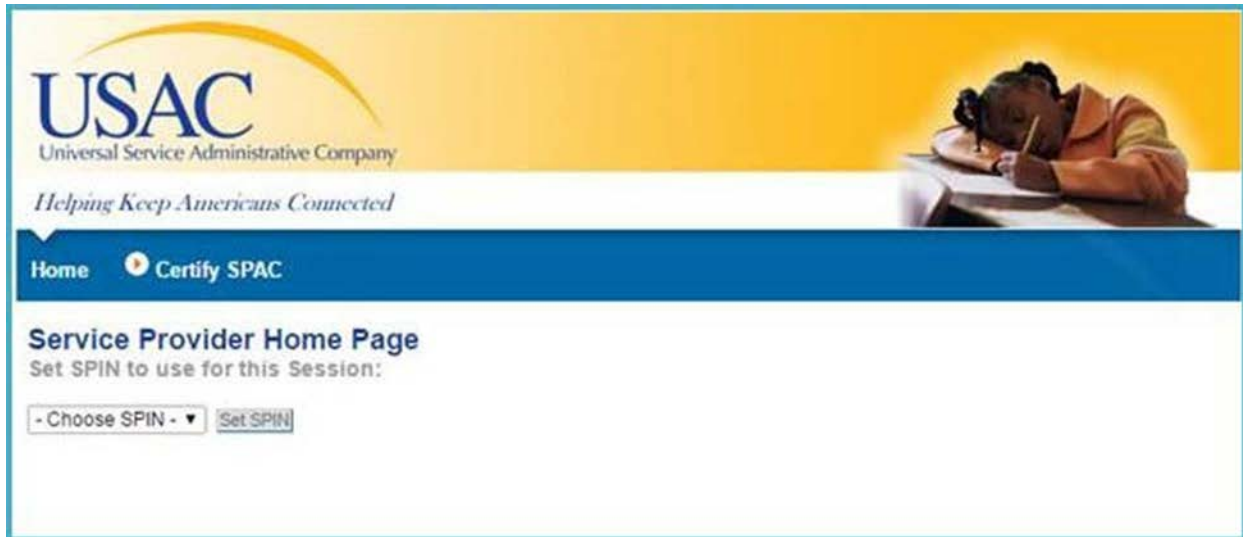 USAC
Universal Service Administrative Company
Helping Keep Americans Connected
Home Certify SPAC
Service Provider Home Page
Set SPIN to use for this Session:
- Choose SPIN - ▼ Set SPIN